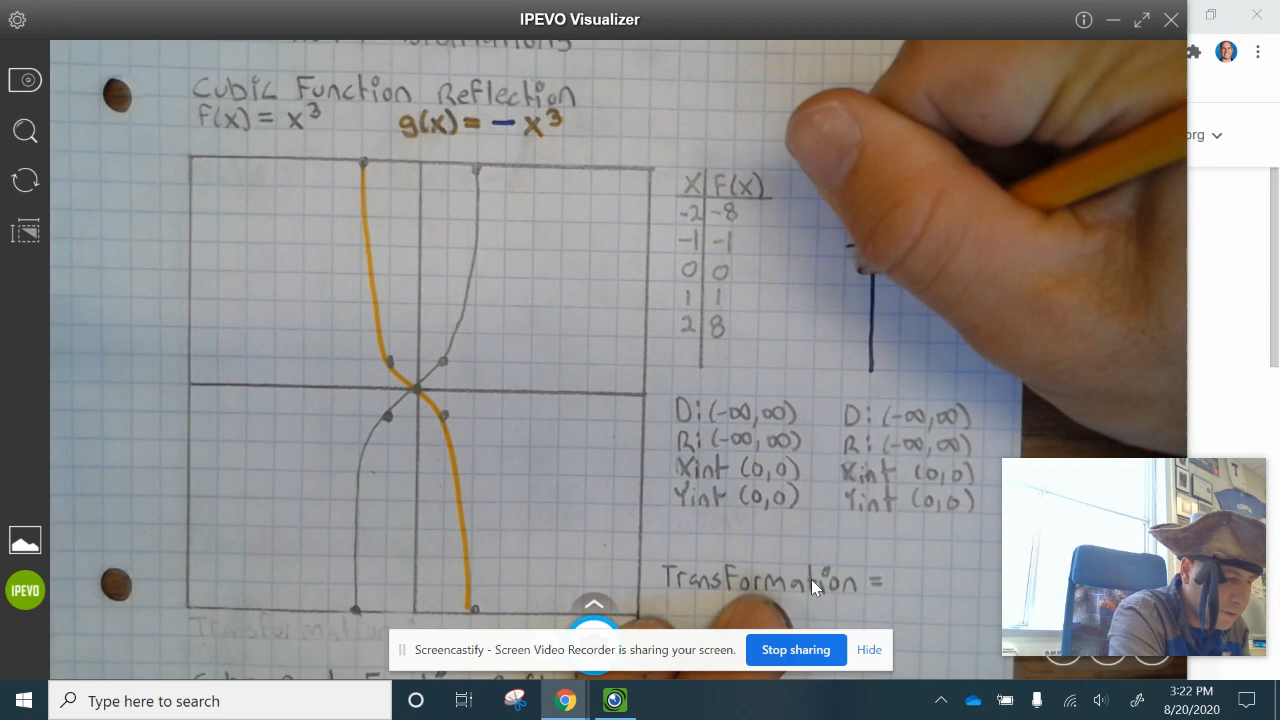 IPEVO Visualizer
Cubic Function Reflection
f(x) = x³ g(x) = - x³
X F(X)
-2 -8
-1 -1
0 0
1 1
2 8
D: (-∞,∞) D: (-∞,∞)
R: (-∞,∞) R: (-∞,∞)
Xint (0,0) Xint (0,0)
Yint (0,0) Yint (0,0)
Transformation =
Transformation
IPEVO
org
Screencastify - Screen Video Recorder is sharing your screen. Stop sharing Hide
Type here to search
3:22 PM
8/20/2020